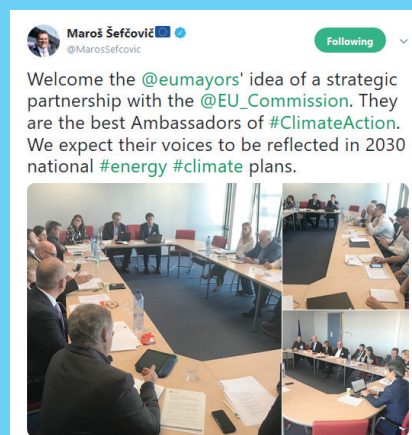 Maroš Šefčovič
@MarosSefcovic
Following
Welcome the @eumayors' idea of a strategic
partnership with the @EU_Commission. They
are the best Ambassadors of #ClimateAction.
We expect their voices to be reflected in 2030
national #energy #climate plans.